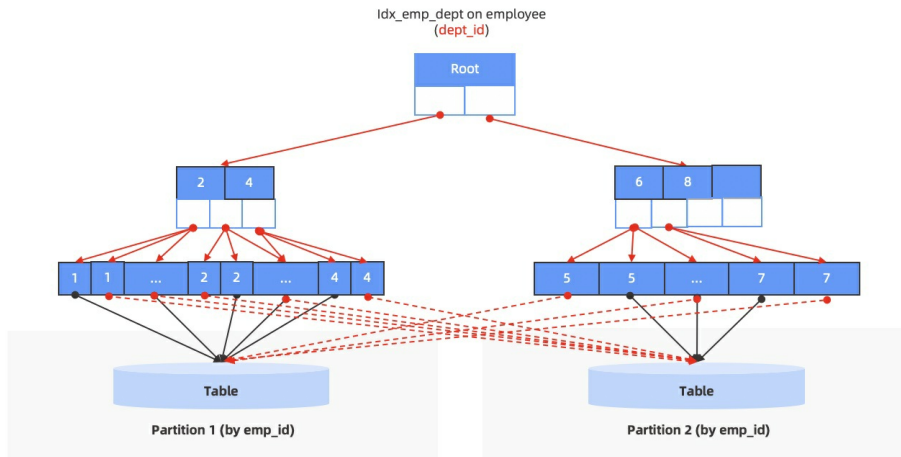 Idx_emp_dept on employee
(dept_id)
Root
2 4
6 8
1 1 ... 2 2 ... 4 4
5 5 ... 7 7
Table
Table
Partition 1 (by emp_id)
Partition 2 (by emp_id)